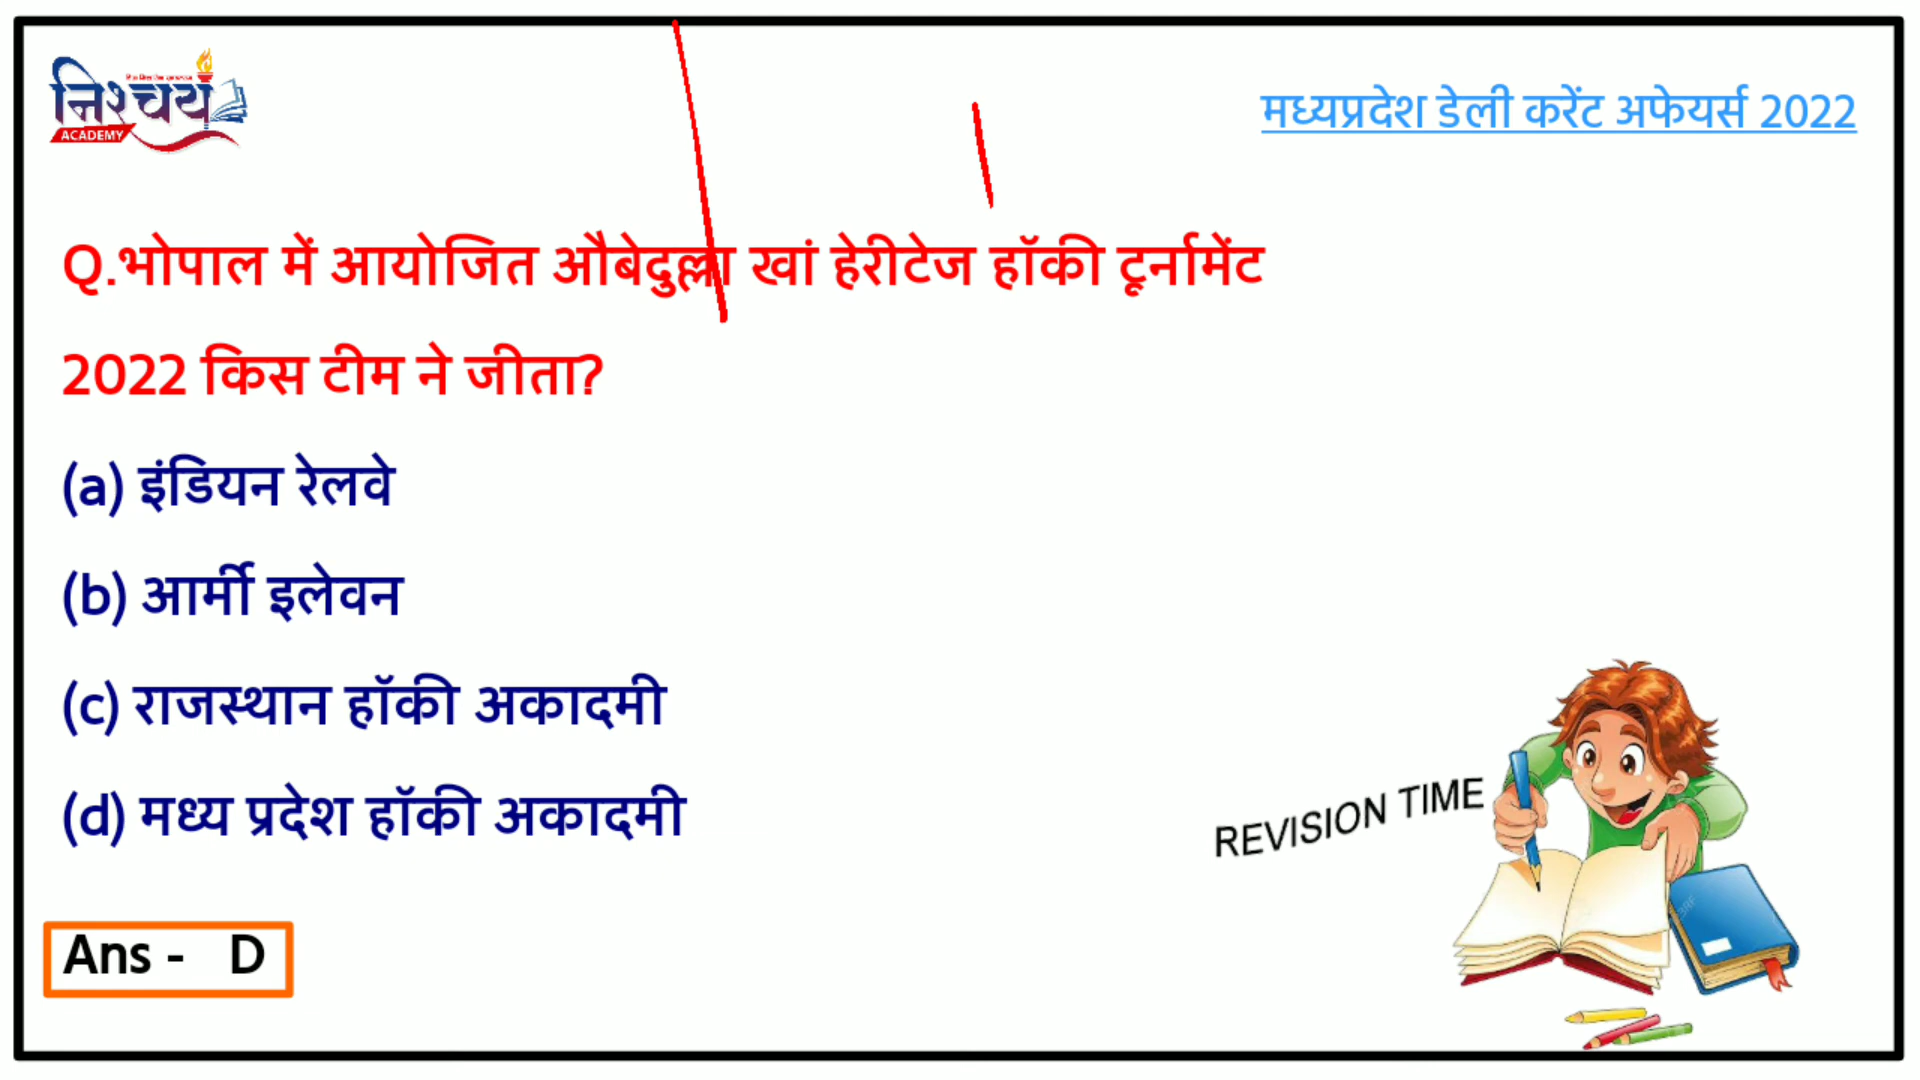 निश्चय
ACADEMY
मध्यप्रदेश डेली करेंट अफेयर्स 2022
Q.भोपाल में आयोजित औबेदुल्ला खां हेरीटेज हॉकी टूर्नामेंट
2022 किस टीम ने जीता?
(a) इंडियन रेलवे
(b) आर्मी इलेवन
(c) राजस्थान हॉकी अकादमी
(d) मध्य प्रदेश हॉकी अकादमी
REVISION TIME
Ans - D